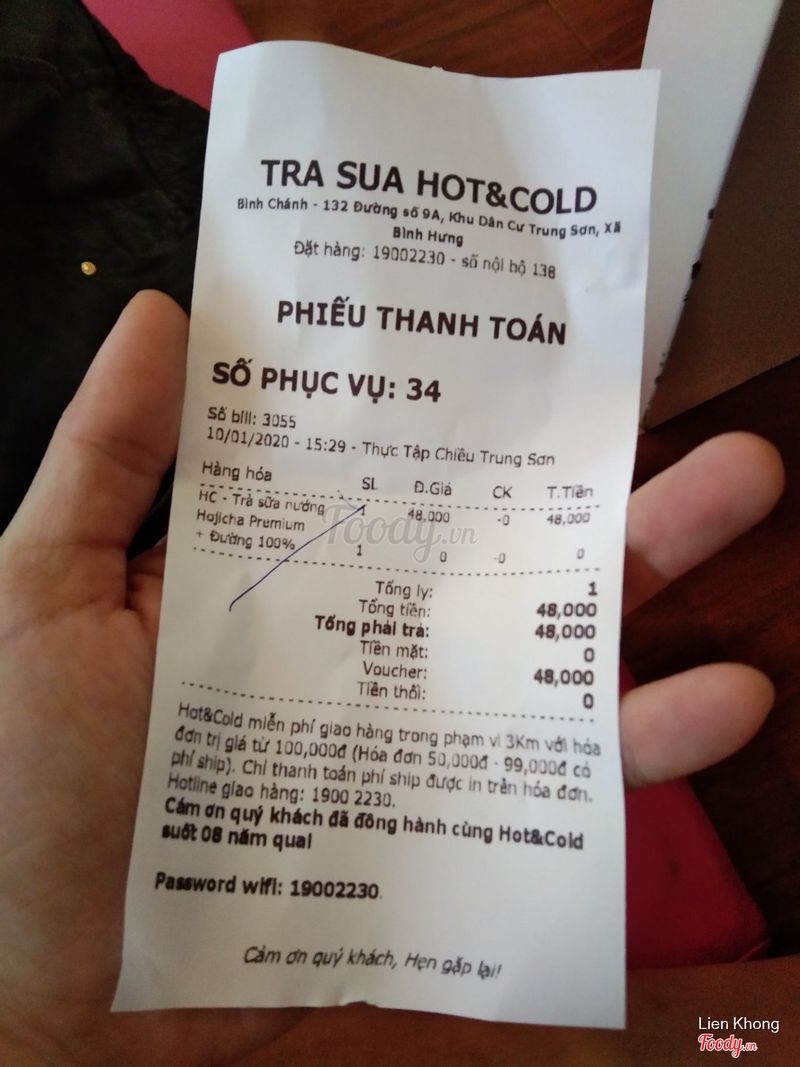 TRA SUA HOT&COLD
Bình Chánh - 132 Đường số 9A, Khu Dân Cư Trung Sơn, Xã
Bình Hưng
Đặt hàng: 19002230 - số nội bộ 138
PHIẾU THANH TOÁN
SỐ PHỤC VỤ: 34
Số bill: 3055
10/01/2020 - 15:29 - Thực Tập Chiều Trung Sơn
Hàng hóa SL Đ.Giá CK T.Tiền
HC - Trà sữa nướng 1 48,000 -0 48,000
Hojicha Premium
+ Đường 100% 1 0 -0 0
Tổng ly: 1
Tổng tiền: 48,000
Tổng phải trả: 48,000
Tiền mặt: 0
Voucher: 48,000
Tiền thối: 0
Hot&Cold miễn phí giao hàng trong phạm vi 3Km với hóa
đơn trị giá từ 100,000đ (Hóa đơn 50,000đ - 99,000đ có
phí ship). Chỉ thanh toán phí ship được in trên hóa đơn.
Hotline giao hàng: 1900 2230.
Cám ơn quý khách đã đồng hành cùng Hot&Cold
suốt 08 năm qua!
Password wifi: 19002230.
Cảm ơn quý khách, Hẹn gặp lại!
Foody.vn
Lien Khong
Foody.vn